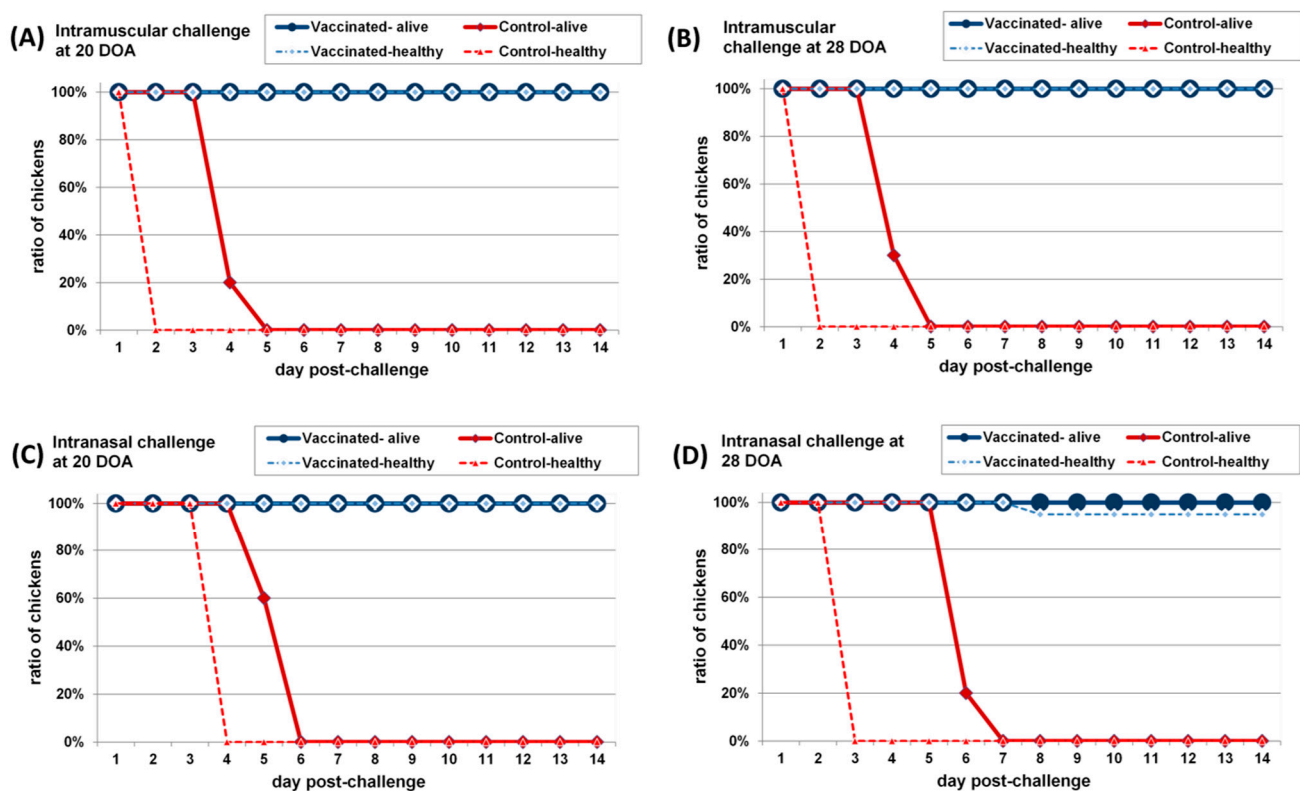 (A)
Intramuscular challenge
at 20 DOA
Vaccinated- alive
Control-alive
Vaccinated-healthy
Control-healthy
ratio of chickens
100%
80%
60%
40%
20%
0%
1 2 3 4 5 6 7 8 9 10 11 12 13 14
day post-challenge
(B)
Intramuscular
challenge at 28 DOA
Vaccinated- alive
Control-alive
Vaccinated-healthy
Control-healthy
ratio of chickens
100%
80%
60%
40%
20%
0%
1 2 3 4 5 6 7 8 9 10 11 12 13 14
day post-challenge
(C)
Intranasal challenge
at 20 DOA
Vaccinated- alive
Control-alive
Vaccinated-healthy
Control-healthy
ratio of chickens
100%
80%
60%
40%
20%
0%
1 2 3 4 5 6 7 8 9 10 11 12 13 14
day post-challenge
(D)
Intranasal challenge at
28 DOA
Vaccinated- alive
Control-alive
Vaccinated-healthy
Control-healthy
ratio of chickens
100%
80%
60%
40%
20%
0%
1 2 3 4 5 6 7 8 9 10 11 12 13 14
day post-challenge